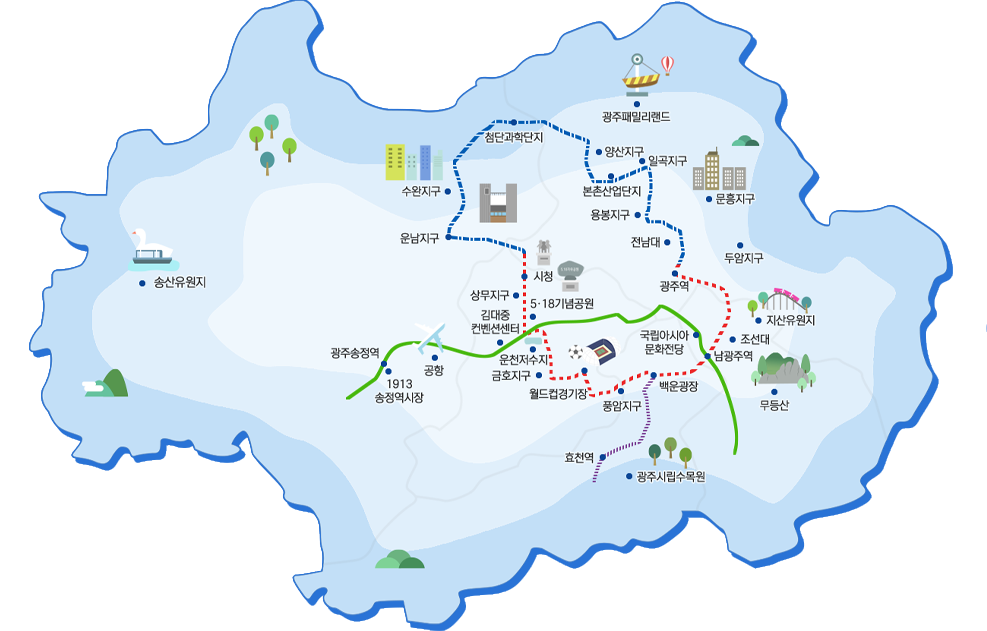 광주패밀리랜드
첨단과학단지
양산지구
일곡지구
수완지구
본촌산업단지
문흥지구
용봉지구
운남지구
전남대
두암지구
시청
송산유원지
광주역
상무지구
5·18기념공원
김대중
컨벤션센터
지산유원지
국립아시아
문화전당
조선대
광주송정역
운천저수지
남광주역
공항
금호지구
1913
송정역시장
월드컵경기장
백운광장
풍암지구
무등산
효천역
광주시립수목원